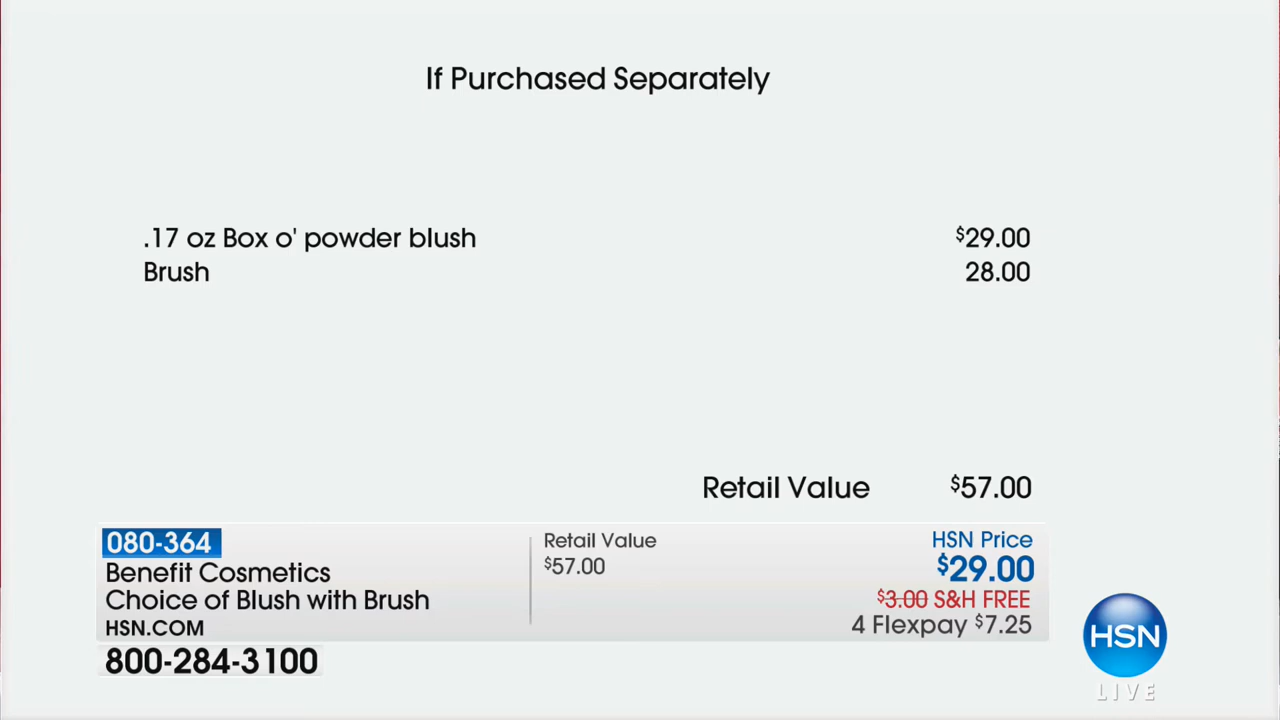 If Purchased Separately
.17 oz Box o' powder blush $29.00
Brush 28.00
Retail Value $57.00
080-364
Benefit Cosmetics
Choice of Blush with Brush
HSN.COM
800-284-3100
Retail Value
$57.00
HSN Price
$29.00
$3.00 S&H FREE
4 Flexpay $7.25
HSN
LIVE